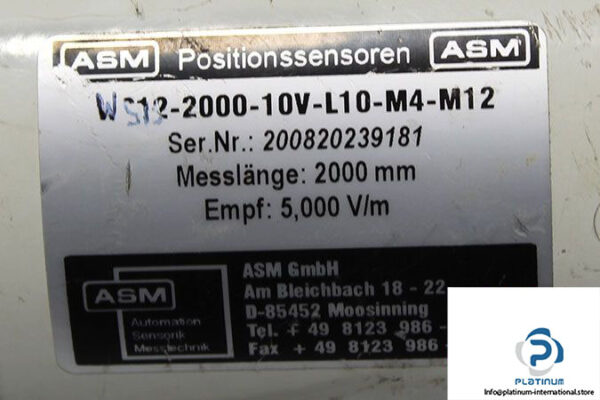 ASM Positionssensoren ASM
WS12-2000-10V-L10-M4-M12
Ser.Nr.: 200820239181
Messlänge: 2000 mm
Empf: 5,000 V/m
ASM
Automation
Sensorik
Messtechnik
ASM GmbH
Am Bleichbach 18 - 22
D-85452 Moosinning
Tel. + 49 8123 986 -
Fax + 49 8123 986
PLATINUM
info@platinum-international.store